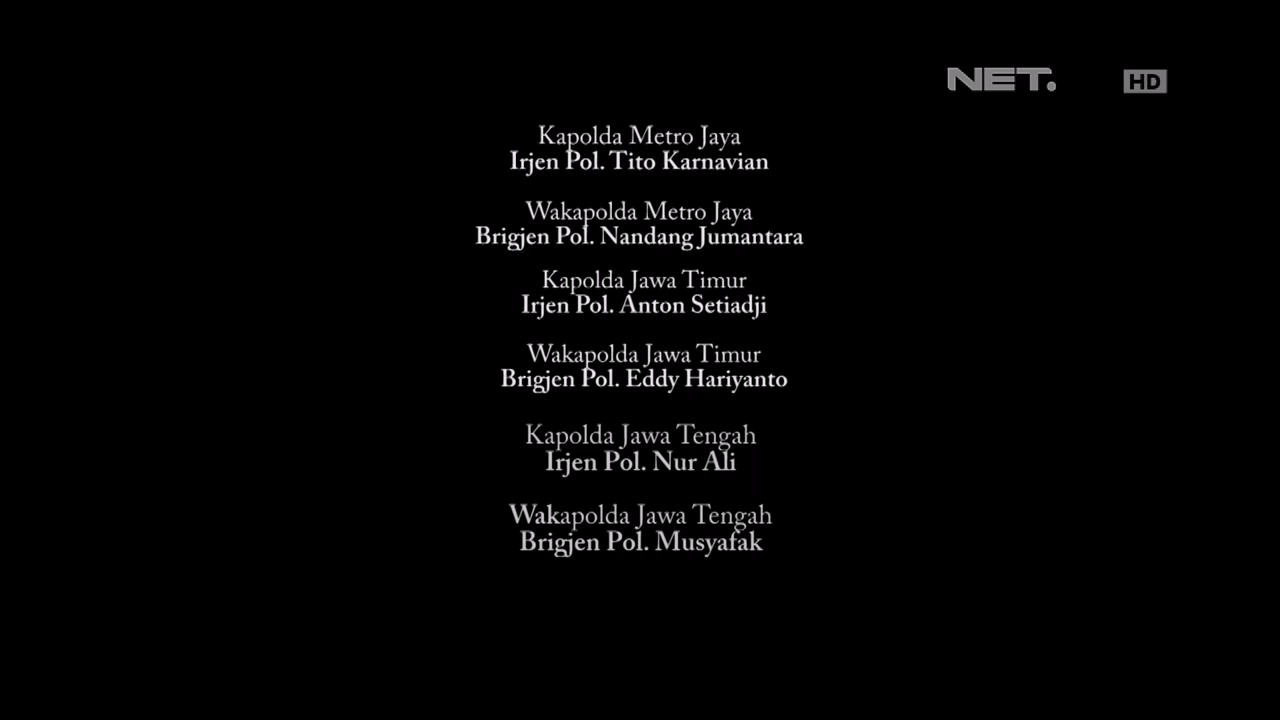 NET. HD
Kapolda Metro Jaya
Irjen Pol. Tito Karnavian
Wakapolda Metro Jaya
Brigjen Pol. Nandang Jumantara
Kapolda Jawa Timur
Irjen Pol. Anton Setiadji
Wakapolda Jawa Timur
Brigjen Pol. Eddy Hariyanto
Kapolda Jawa Tengah
Irjen Pol. Nur Ali
Wakapolda Jawa Tengah
Brigjen Pol. Musyafak